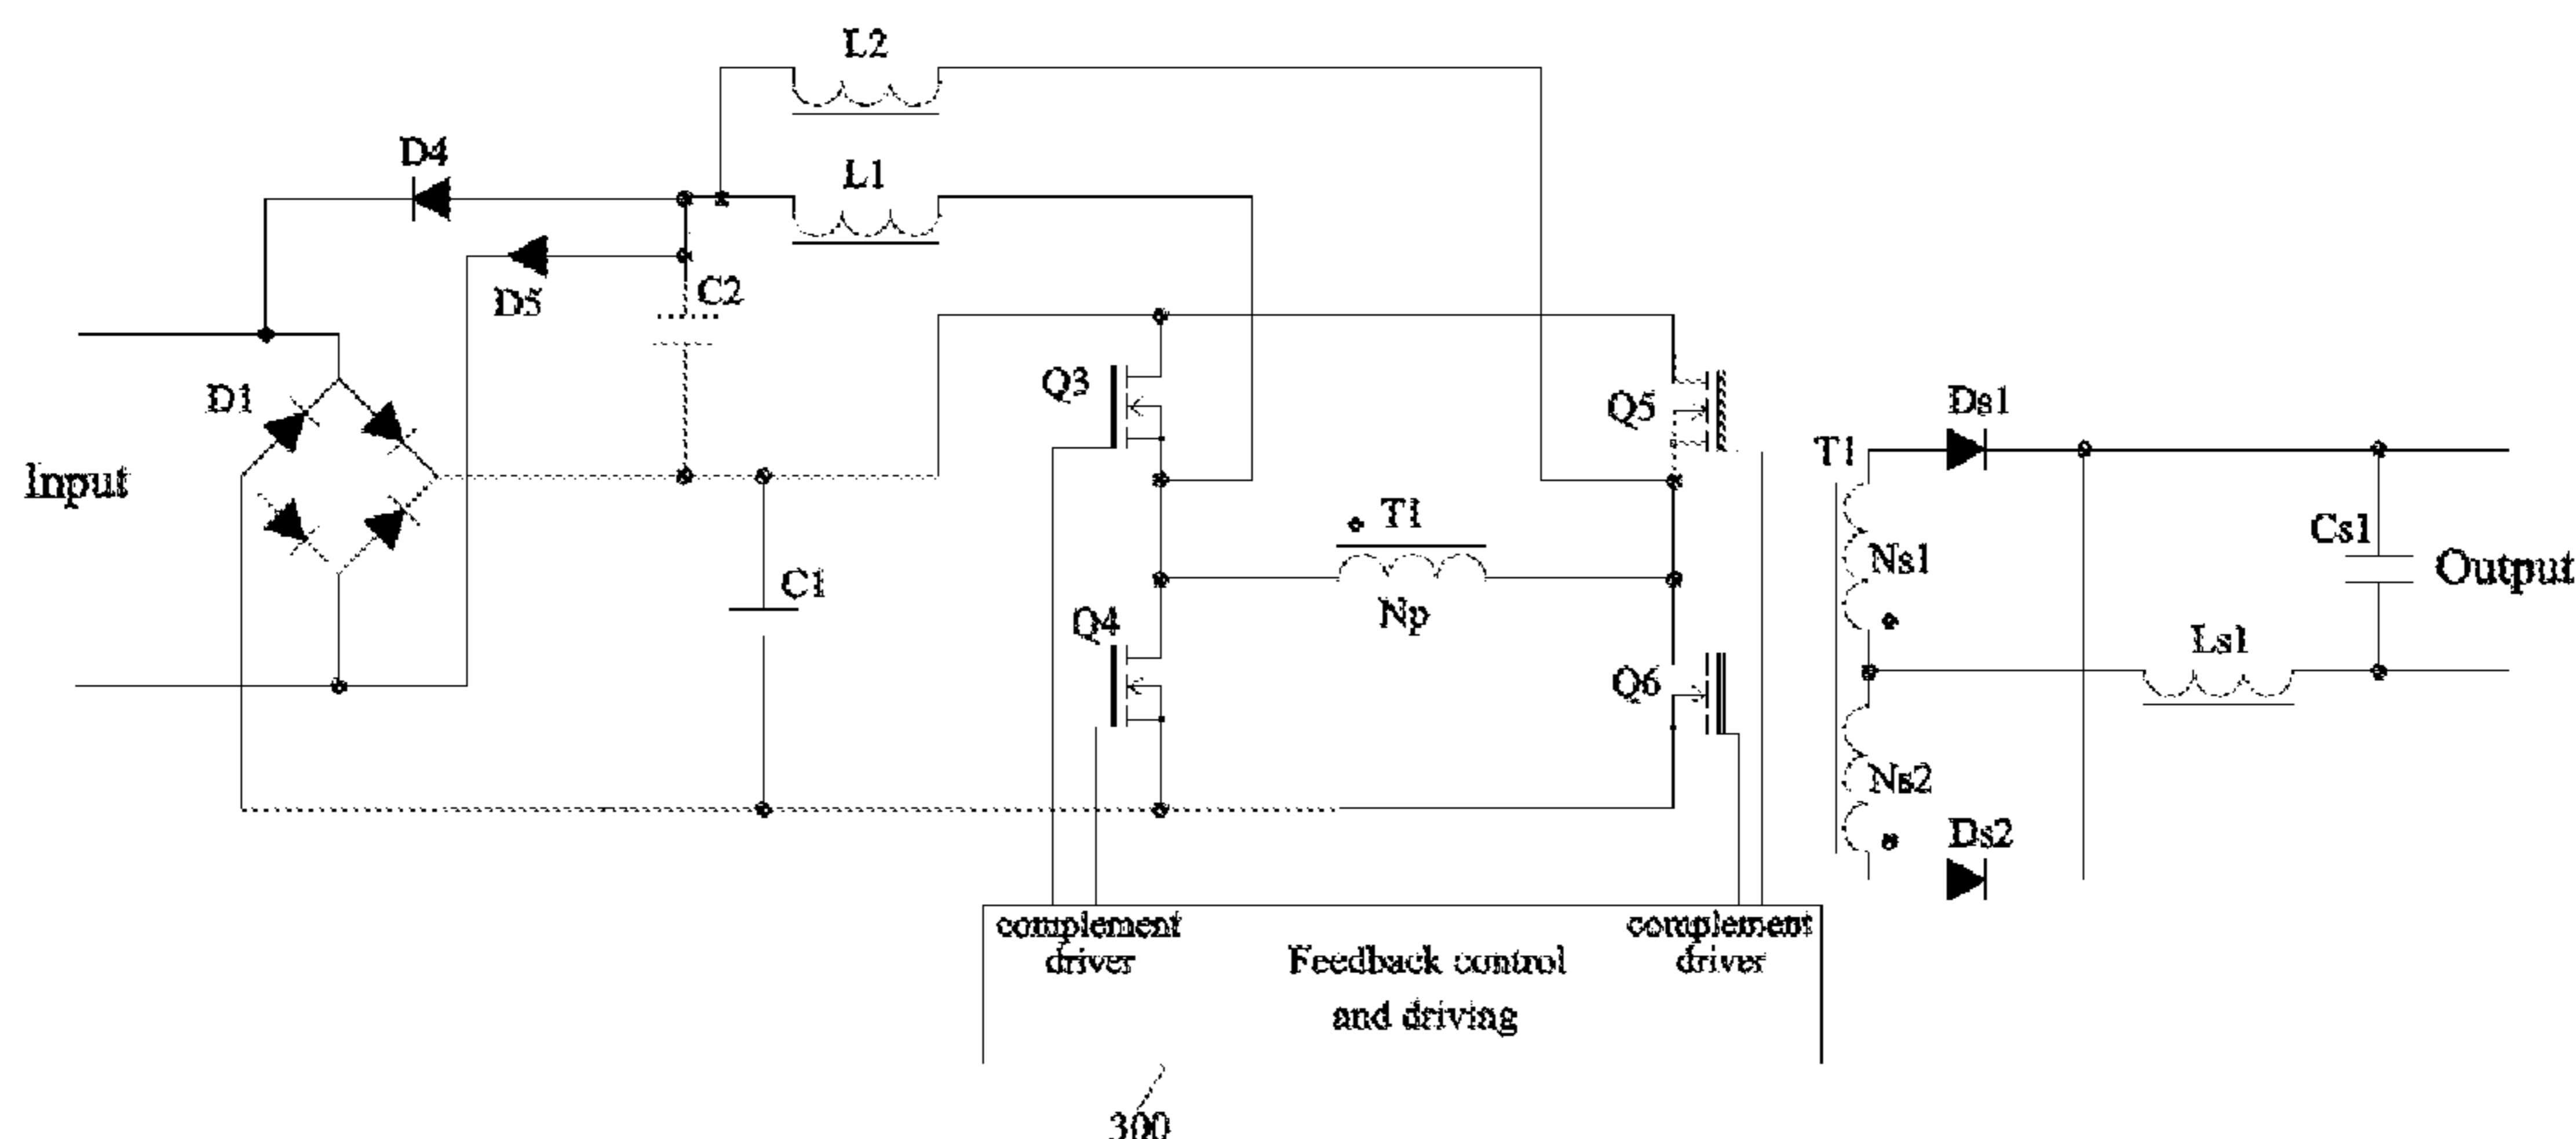 L2
D4
L1
D5
C2
D1
Q3
Q5
Ds1
T1
Input
T1
C1
Ns1
Cs1
Output
Np
Q4
Q6
Ls1
Ns2
Ds2
complement
driver
Feedback control
and driving
complement
driver
300